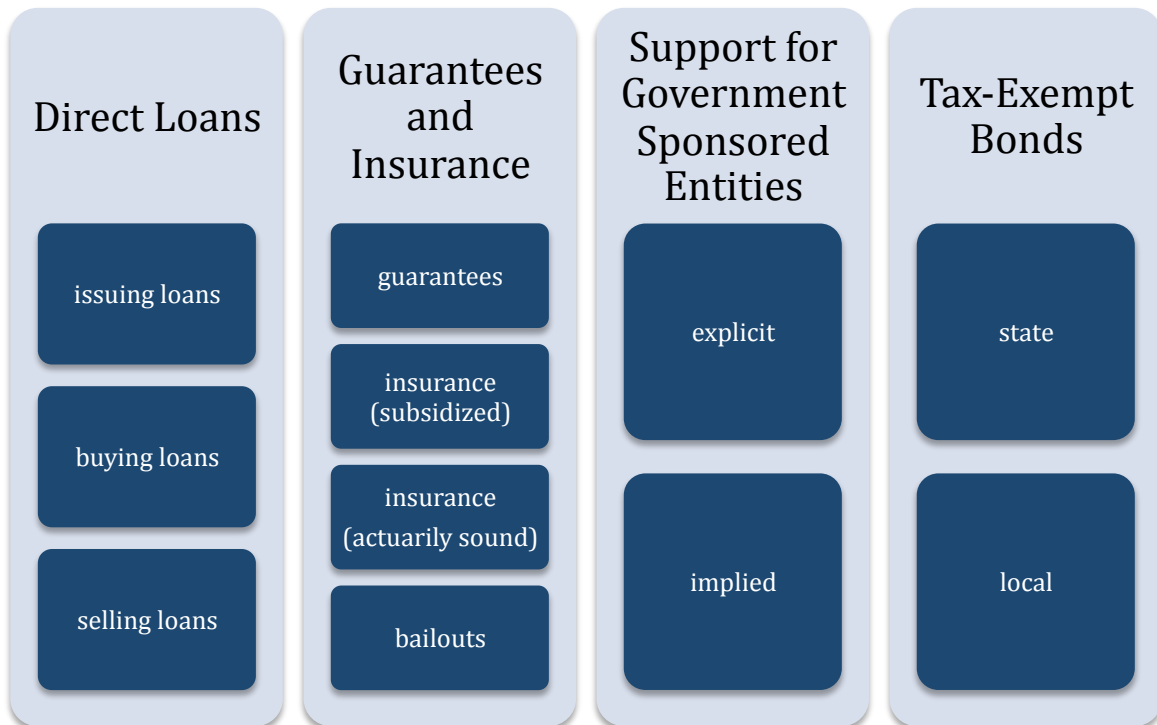 Direct Loans
issuing loans
buying loans
selling loans
Guarantees
and
Insurance
guarantees
insurance
(subsidized)
insurance
(actuarily sound)
bailouts
Support for
Government
Sponsored
Entities
explicit
implied
Tax-Exempt
Bonds
state
local